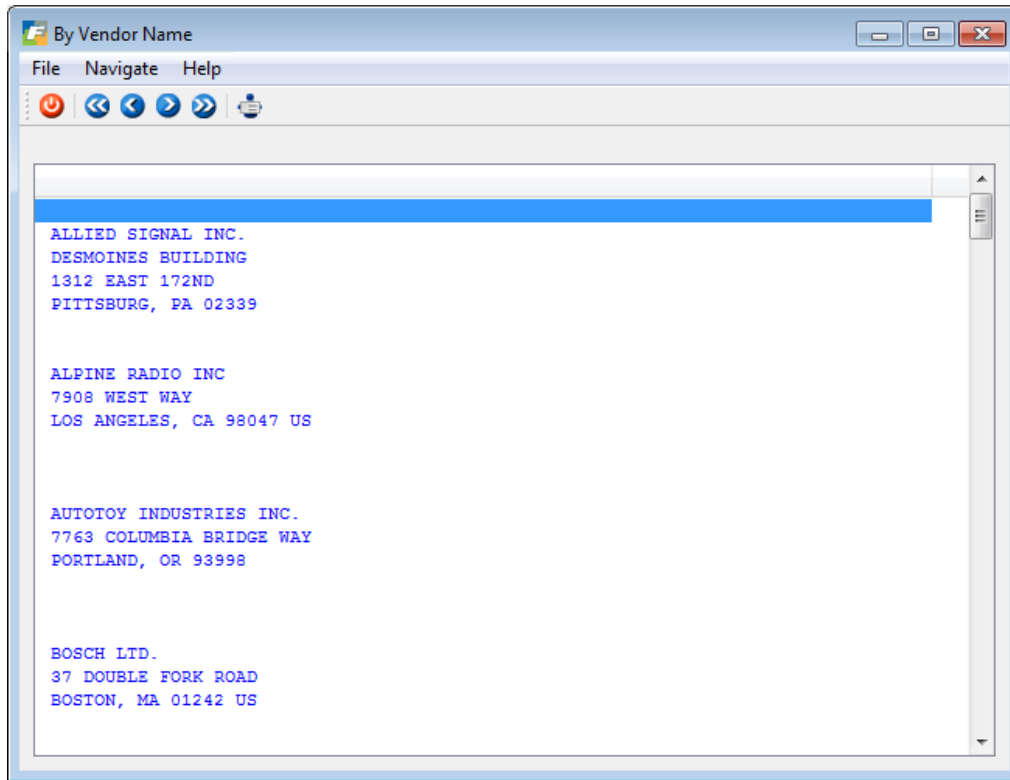 By Vendor Name
File Navigate Help
ALLIED SIGNAL INC.
DESMOINES BUILDING
1312 EAST 172ND
PITTSBURG, PA 02339
ALPINE RADIO INC
7908 WEST WAY
LOS ANGELES, CA 98047 US
AUTOTOY INDUSTRIES INC.
7763 COLUMBIA BRIDGE WAY
PORTLAND, OR 93998
BOSCH LTD.
37 DOUBLE FORK ROAD
BOSTON, MA 01242 US